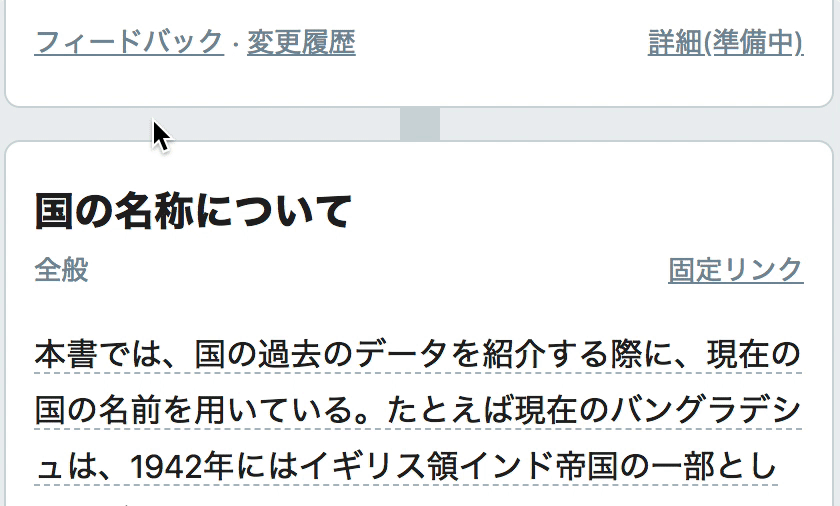 フィードバック · 変更履歴 詳細(準備中)
国の名称について
全般 固定リンク
本書では、国の過去のデータを紹介する際に、現在の
国の名前を用いている。たとえば現在のバングラデシ
ュは、1942年にはイギリス領インド帝国の一部とし